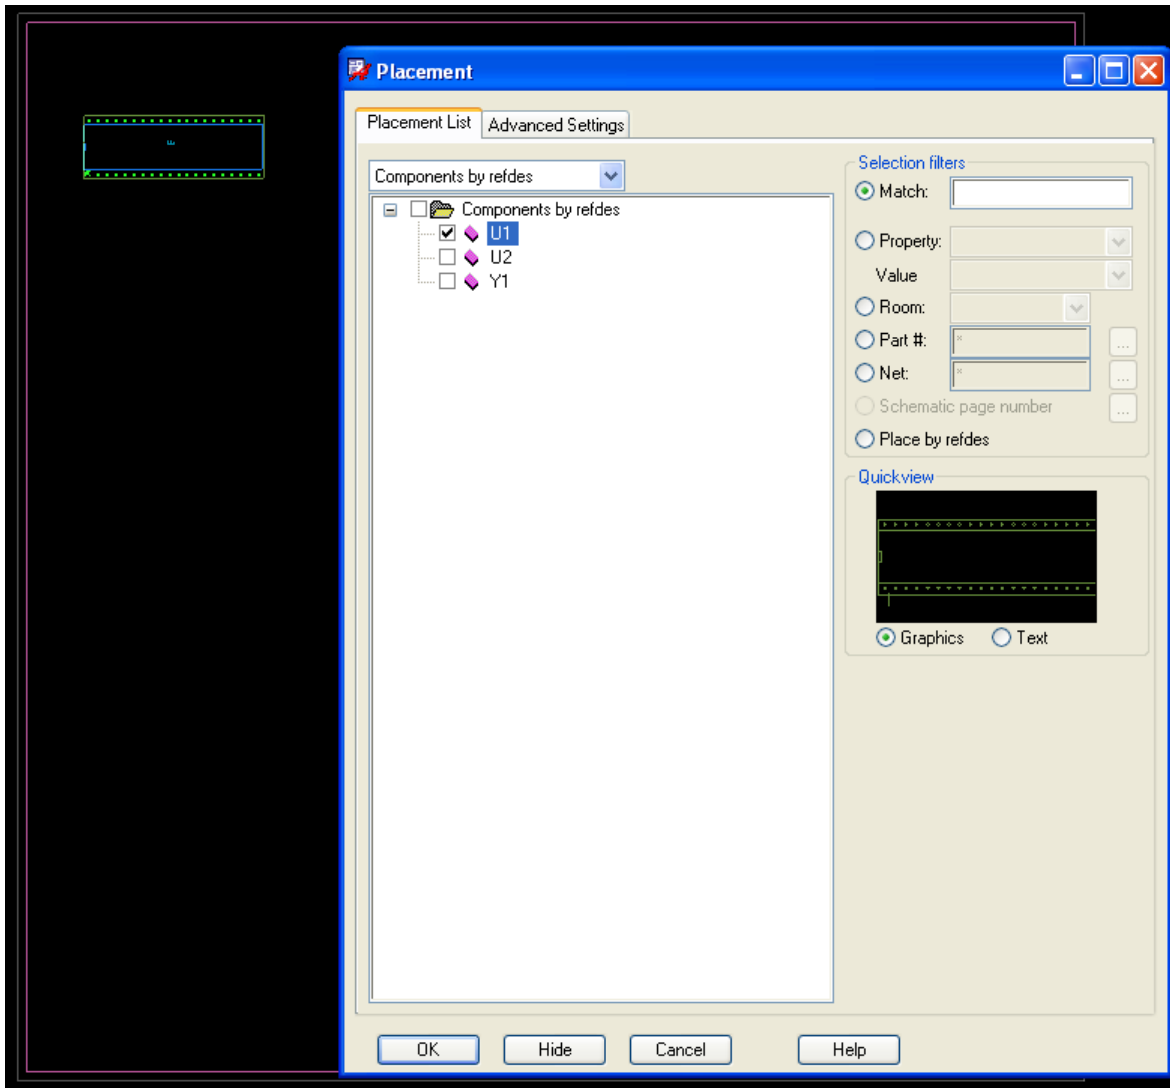 Placement
Placement List Advanced Settings
Components by refdes
Components by refdes
U1
U2
Y1
Selection filters
Match:
Property:
Value
Room:
Part #: *
...
Net: *
...
Schematic page number
...
Place by refdes
Quickview
Graphics Text
OK Hide Cancel Help